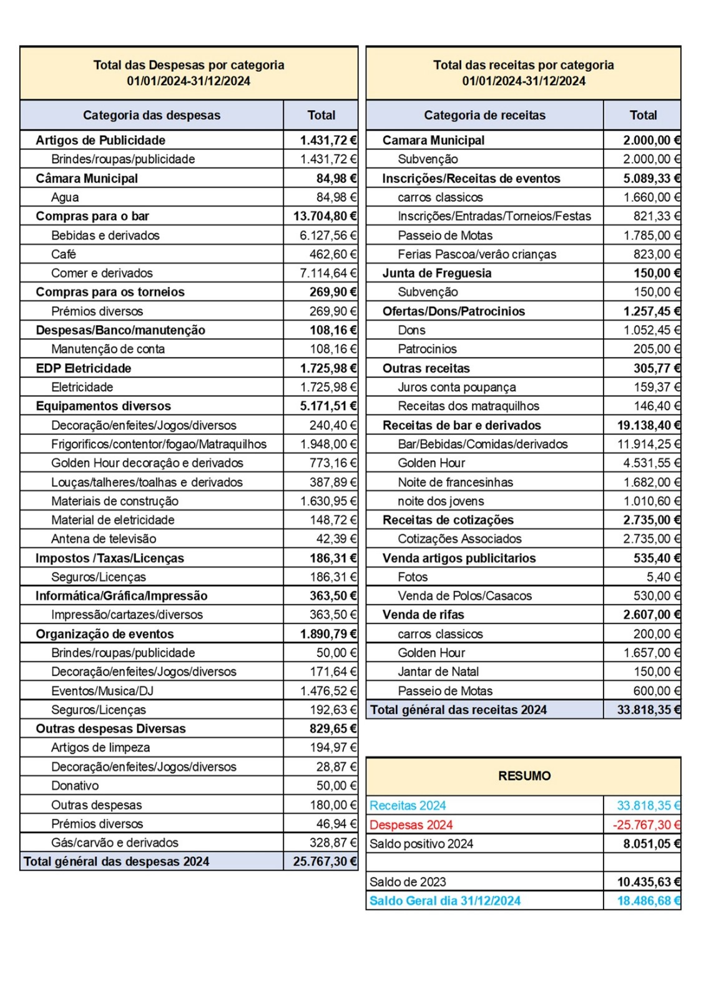 Total das Despesas por categoria
01/01/2024-31/12/2024
Categoria das despesas Total
Artigos de Publicidade 1.431,72 €
Brindes/roupas/publicidade 1.431,72 €
Câmara Municipal 84,98 €
Agua 84,98 €
Compras para o bar 13.704,80 €
Bebidas e derivados 6.127,56 €
Café 462,60 €
Comer e derivados 7.114,64 €
Compras para os torneios 269,90 €
Prémios diversos 269,90 €
Despesas/Banco/manutenção 108,16 €
Manutenção de conta 108,16 €
EDP Eletricidade 1.725,98 €
Eletricidade 1.725,98 €
Equipamentos diversos 5.171,51 €
Decoração/enfeites/Jogos/diversos 240,40 €
Frigorificos/contentor/fogao/Matraquilhos 1.948,00 €
Golden Hour decoraçâo e derivados 773,16 €
Louças/talheres/toalhas e derivados 387,89 €
Materiais de construção 1.630,95 €
Material de eletricidade 148,72 €
Antena de televisão 42,39 €
Impostos /Taxas/Licenças 186,31 €
Seguros/Licenças 186,31 €
Informática/Gráfica/Impressão 363,50 €
Impressão/cartazes/diversos 363,50 €
Organização de eventos 1.890,79 €
Brindes/roupas/publicidade 50,00 €
Decoração/enfeites/Jogos/diversos 171,64 €
Eventos/Musica/DJ 1.476,52 €
Seguros/Licenças 192,63 €
Outras despesas Diversas 829,65 €
Artigos de limpeza 194,97 €
Decoração/enfeites/Jogos/diversos 28,87 €
Donativo 50,00 €
Outras despesas 180,00 €
Prémios diversos 46,94 €
Gás/carvão e derivados 328,87 €
Total général das despesas 2024 25.767,30 €
Total das receitas por categoria
01/01/2024-31/12/2024
Categoria de receitas Total
Camara Municipal 2.000,00 €
Subvenção 2.000,00 €
Inscrições/Receitas de eventos 5.089,33 €
carros classicos 1.660,00 €
Inscrições/Entradas/Torneios/Festas 821,33 €
Passeio de Motas 1.785,00 €
Ferias Pascoa/verâo crianças 823,00 €
Junta de Freguesia 150,00 €
Subvenção 150,00 €
Ofertas/Dons/Patrocinios 1.257,45 €
Dons 1.052,45 €
Patrocinios 205,00 €
Outras receitas 305,77 €
Juros conta poupança 159,37 €
Receitas dos matraquilhos 146,40 €
Receitas de bar e derivados 19.138,40 €
Bar/Bebidas/Comidas/derivados 11.914,25 €
Golden Hour 4.531,55 €
Noite de francesinhas 1.682,00 €
noite dos jovens 1.010,60 €
Receitas de cotizações 2.735,00 €
Cotizações Associados 2.735,00 €
Venda artigos publicitarios 535,40 €
Fotos 5,40 €
Venda de Polos/Casacos 530,00 €
Venda de rifas 2.607,00 €
carros classicos 200,00 €
Golden Hour 1.657,00 €
Jantar de Natal 150,00 €
Passeio de Motas 600,00 €
Total général das receitas 2024 33.818,35 €
RESUMO
Receitas 2024 33.818,35 €
Despesas 2024 -25.767,30 €
Saldo positivo 2024 8.051,05 €
Saldo de 2023 10.435,63 €
Saldo Geral dia 31/12/2024 18.486,68 €